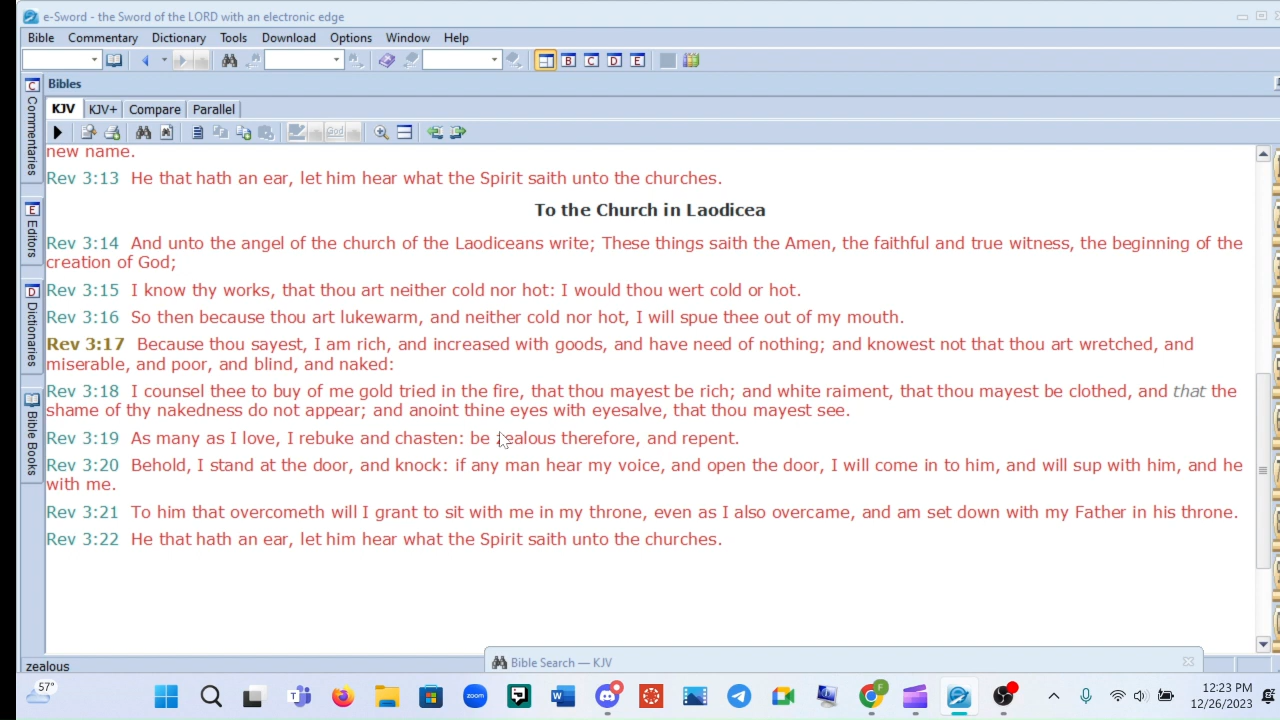 e-Sword - the Sword of the LORD with an electronic edge
Bible Commentary Dictionary Tools Download Options Window Help
B C D E
Bibles
KJV KJV+ Compare Parallel
God
C Commentaries
E Editors
D Dictionaries
Bible Books
new name.
Rev 3:13 He that hath an ear, let him hear what the Spirit saith unto the churches.
To the Church in Laodicea
Rev 3:14 And unto the angel of the church of the Laodiceans write; These things saith the Amen, the faithful and true witness, the beginning of the
creation of God;
Rev 3:15 I know thy works, that thou art neither cold nor hot: I would thou wert cold or hot.
Rev 3:16 So then because thou art lukewarm, and neither cold nor hot, I will spue thee out of my mouth.
Rev 3:17 Because thou sayest, I am rich, and increased with goods, and have need of nothing; and knowest not that thou art wretched, and
miserable, and poor, and blind, and naked:
Rev 3:18 I counsel thee to buy of me gold tried in the fire, that thou mayest be rich; and white raiment, that thou mayest be clothed, and that the
shame of thy nakedness do not appear; and anoint thine eyes with eyesalve, that thou mayest see.
Rev 3:19 As many as I love, I rebuke and chasten: be zealous therefore, and repent.
Rev 3:20 Behold, I stand at the door, and knock: if any man hear my voice, and open the door, I will come in to him, and will sup with him, and he
with me.
Rev 3:21 To him that overcometh will I grant to sit with me in my throne, even as I also overcame, and am set down with my Father in his throne.
Rev 3:22 He that hath an ear, let him hear what the Spirit saith unto the churches.
Bible Search — KJV
zealous
57°
zoom
12:23 PM
12/26/2023